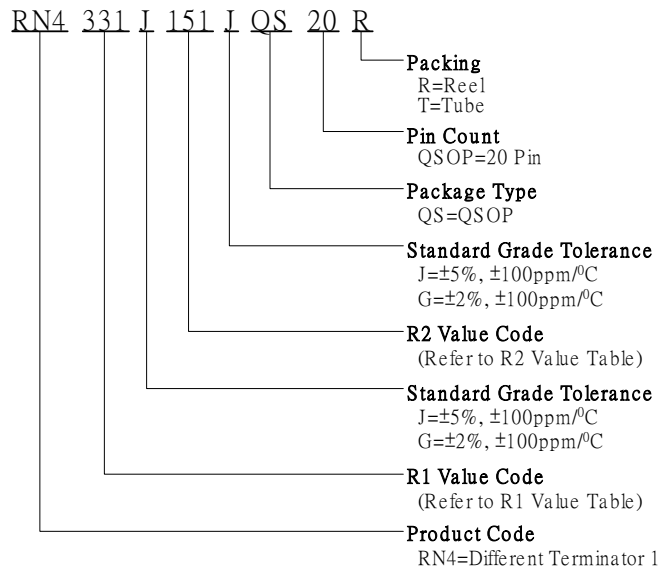 RN4 331 J 151 J QS 20 R
Packing
R=Reel
T=Tube
Pin Count
QSOP=20 Pin
Package Type
QS=QSOP
Standard Grade Tolerance
J=±5%, ±100ppm/⁰C
G=±2%, ±100ppm/⁰C
R2 Value Code
(Refer to R2 Value Table)
Standard Grade Tolerance
J=±5%, ±100ppm/⁰C
G=±2%, ±100ppm/⁰C
R1 Value Code
(Refer to R1 Value Table)
Product Code
RN4=Different Terminator 1